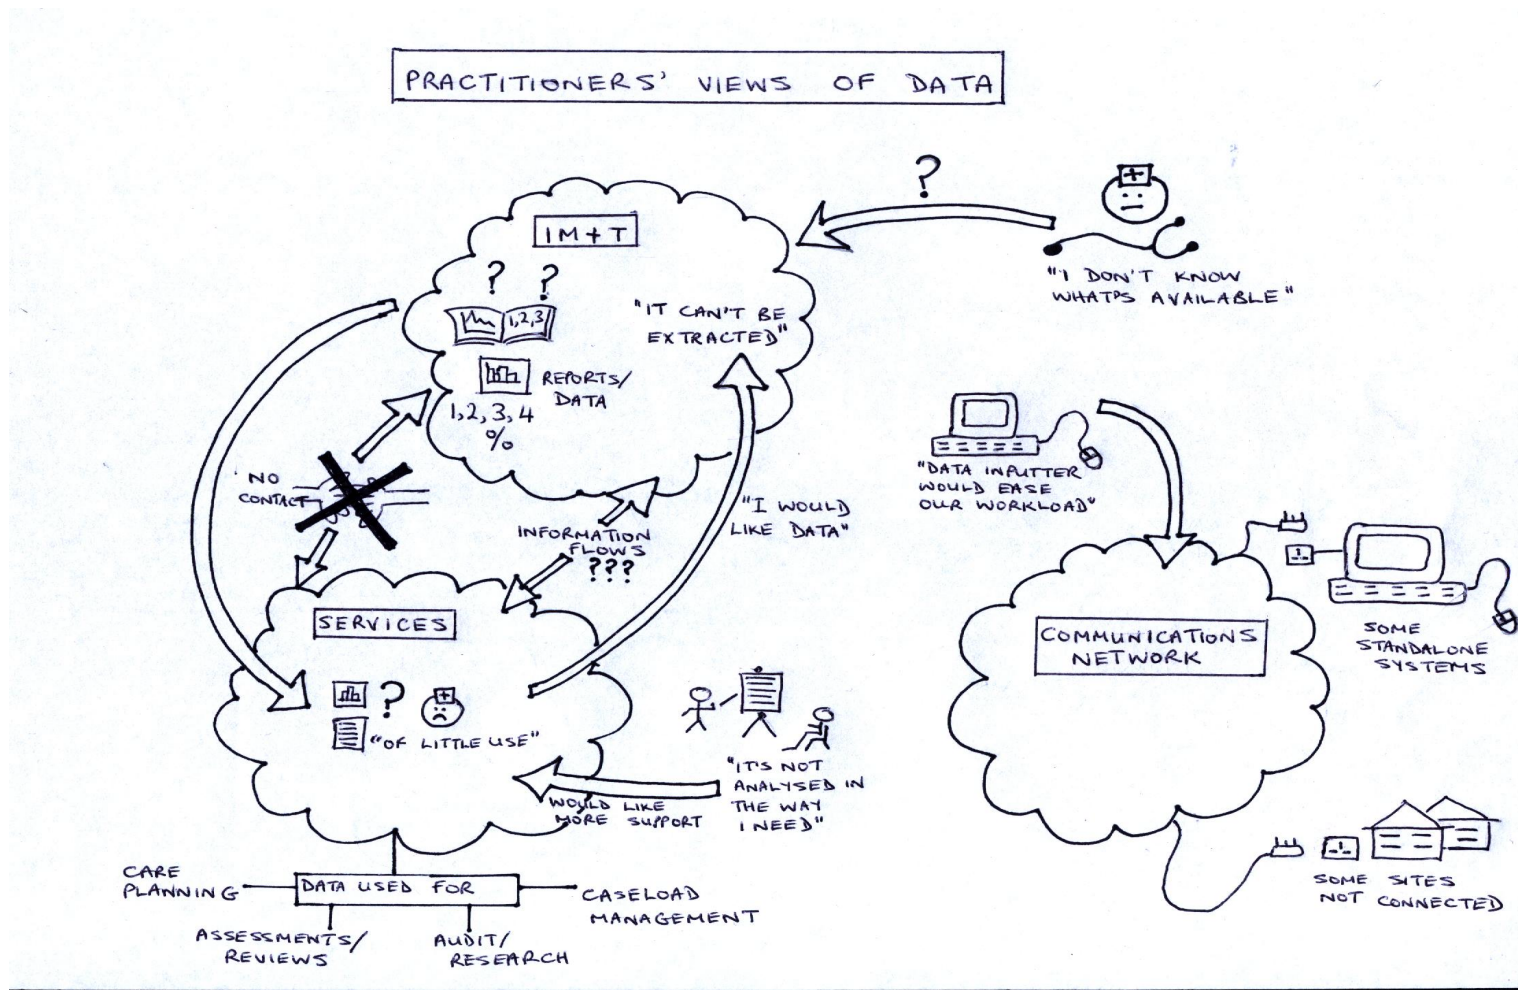 PRACTITIONERS' VIEWS OF DATA
?
IM+T
? ?
1,2,3
"IT CAN'T BE
EXTRACTED"
REPORTS/
DATA
1,2,3,4
%
"I DON'T KNOW
WHAT'S AVAILABLE"
"DATA INPUTTER
WOULD EASE
OUR WORKLOAD"
NO
CONTACT
"I WOULD
LIKE DATA"
INFORMATION
FLOWS
???
SERVICES
?
"OF LITTLE USE"
"IT'S NOT
ANALYSED IN
THE WAY
I NEED"
WOULD LIKE
MORE SUPPORT
COMMUNICATIONS
NETWORK
SOME
STANDALONE
SYSTEMS
SOME SITES
NOT CONNECTED
DATA USED FOR
CARE
PLANNING
ASSESSMENTS/
REVIEWS
AUDIT/
RESEARCH
CASELOAD
MANAGEMENT